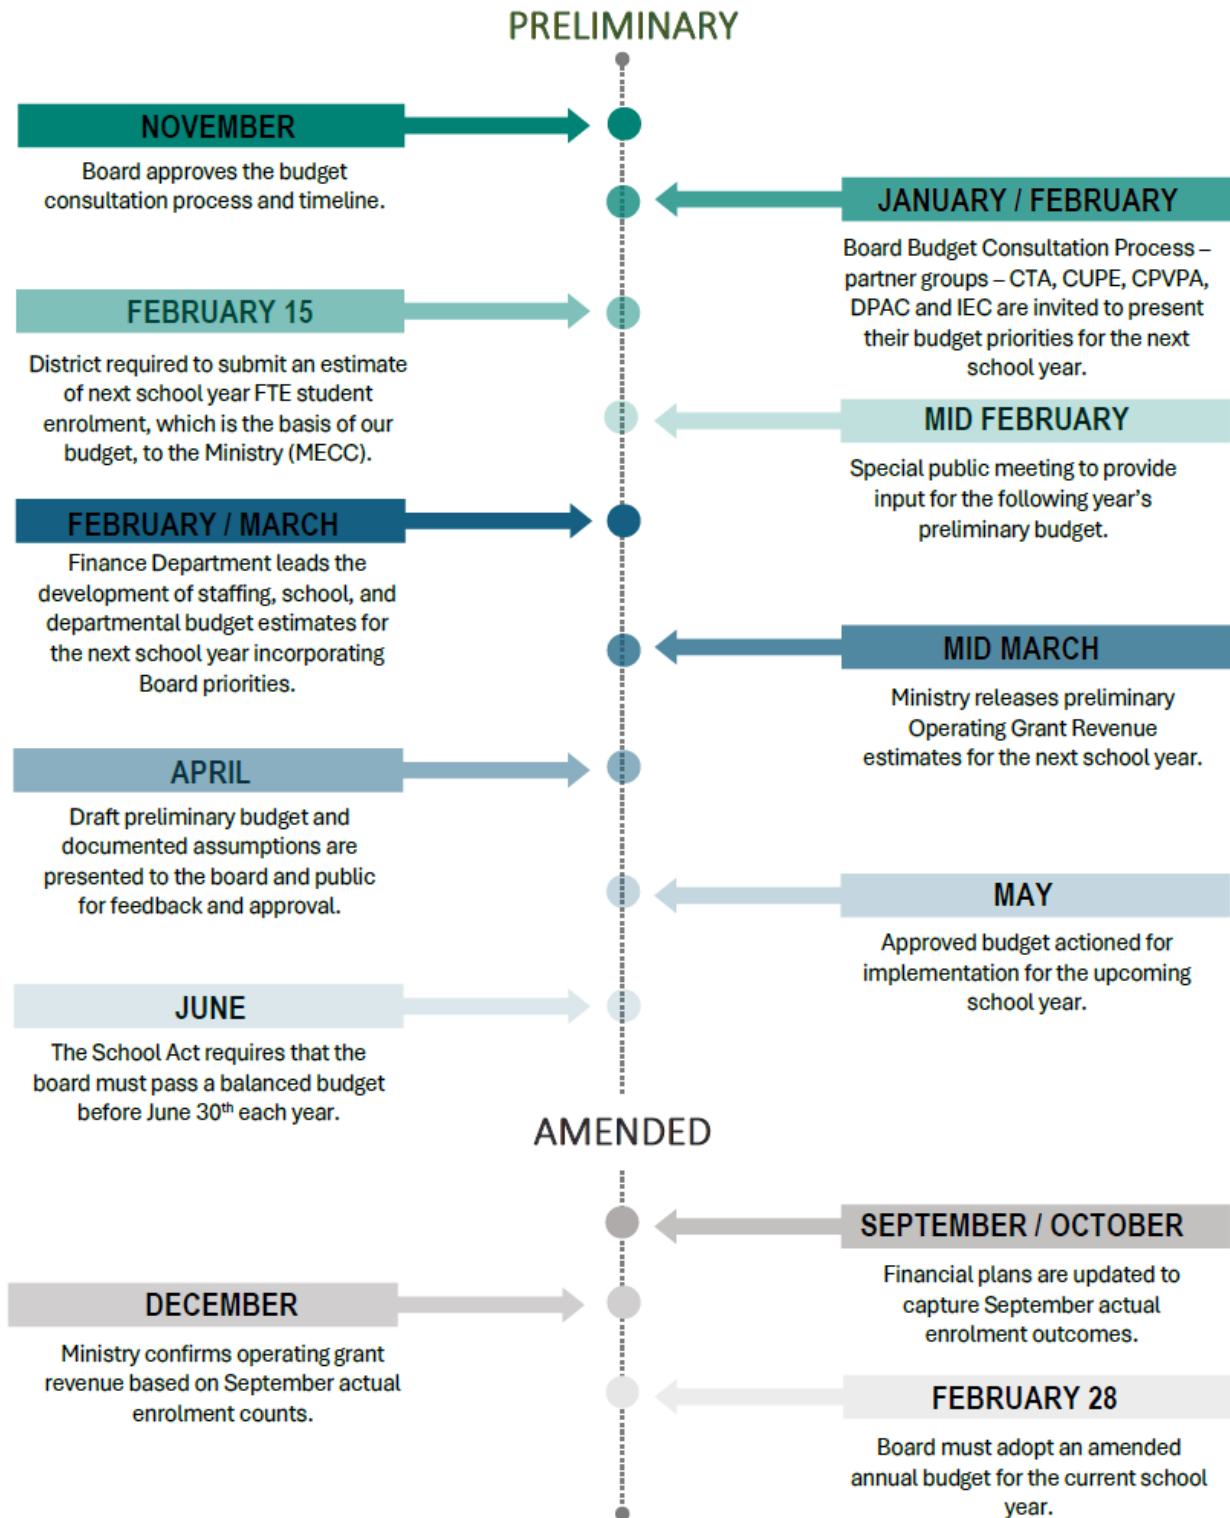 PRELIMINARY
NOVEMBER
Board approves the budget
consultation process and timeline.
JANUARY / FEBRUARY
Board Budget Consultation Process –
partner groups – CTA, CUPE, CPVPA,
DPAC and IEC are invited to present
their budget priorities for the next
school year.
FEBRUARY 15
District required to submit an estimate
of next school year FTE student
enrolment, which is the basis of our
budget, to the Ministry (MECC).
MID FEBRUARY
Special public meeting to provide
input for the following year’s
preliminary budget.
FEBRUARY / MARCH
Finance Department leads the
development of staffing, school, and
departmental budget estimates for
the next school year incorporating
Board priorities.
MID MARCH
Ministry releases preliminary
Operating Grant Revenue
estimates for the next school year.
APRIL
Draft preliminary budget and
documented assumptions are
presented to the board and public
for feedback and approval.
MAY
Approved budget actioned for
implementation for the upcoming
school year.
JUNE
The School Act requires that the
board must pass a balanced budget
before June 30th each year.
AMENDED
SEPTEMBER / OCTOBER
Financial plans are updated to
capture September actual
enrolment outcomes.
DECEMBER
Ministry confirms operating grant
revenue based on September actual
enrolment counts.
FEBRUARY 28
Board must adopt an amended
annual budget for the current school
year.